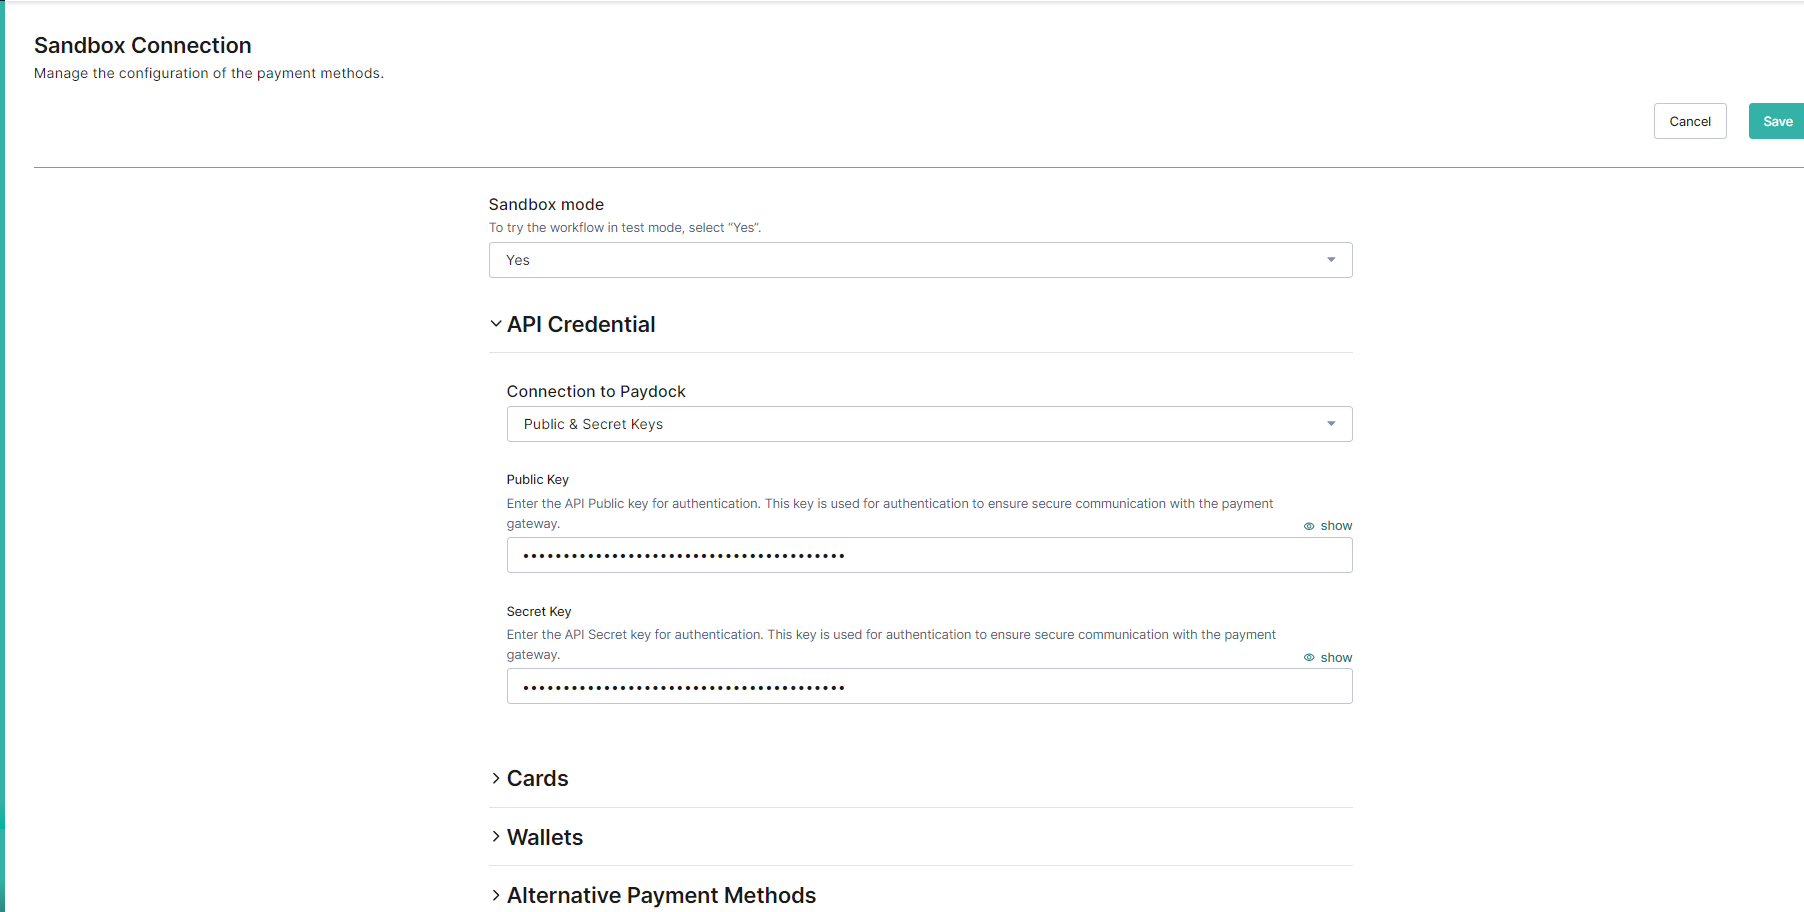 Sandbox Connection
Manage the configuration of the payment methods.
Cancel
Save
Sandbox mode
To try the workflow in test mode, select “Yes”.
Yes
API Credential
Connection to Paydock
Public & Secret Keys
Public Key
Enter the API Public key for authentication. This key is used for authentication to ensure secure communication with the payment
gateway.
show
••••••••••••••••••••••••••••••••••••••••
Secret Key
Enter the API Secret key for authentication. This key is used for authentication to ensure secure communication with the payment
gateway.
show
••••••••••••••••••••••••••••••••••••••••
Cards
Wallets
Alternative Payment Methods